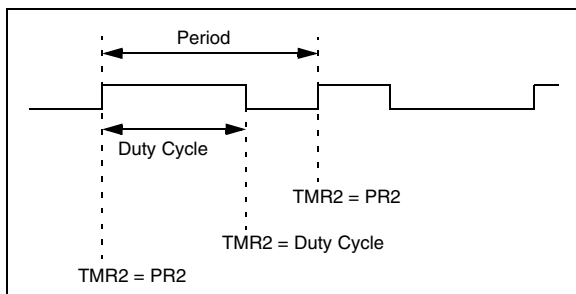 Period
Duty Cycle
TMR2 = PR2
TMR2 = Duty Cycle
TMR2 = PR2